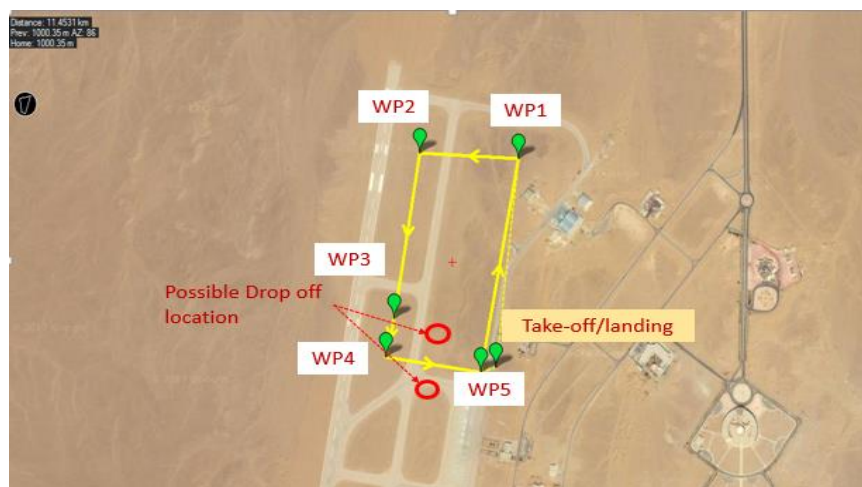 Distance: 11.4531 km
Prev: 1000.35 m AZ: 86
Home: 1000.35 m
WP2
WP1
WP3
Possible Drop off
location
Take-off/landing
WP4
WP5